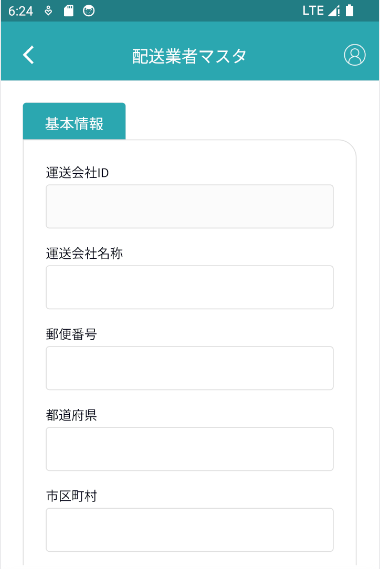 6:24 LTE
配送業者マスタ
基本情報
運送会社ID
運送会社名称
郵便番号
都道府県
市区町村